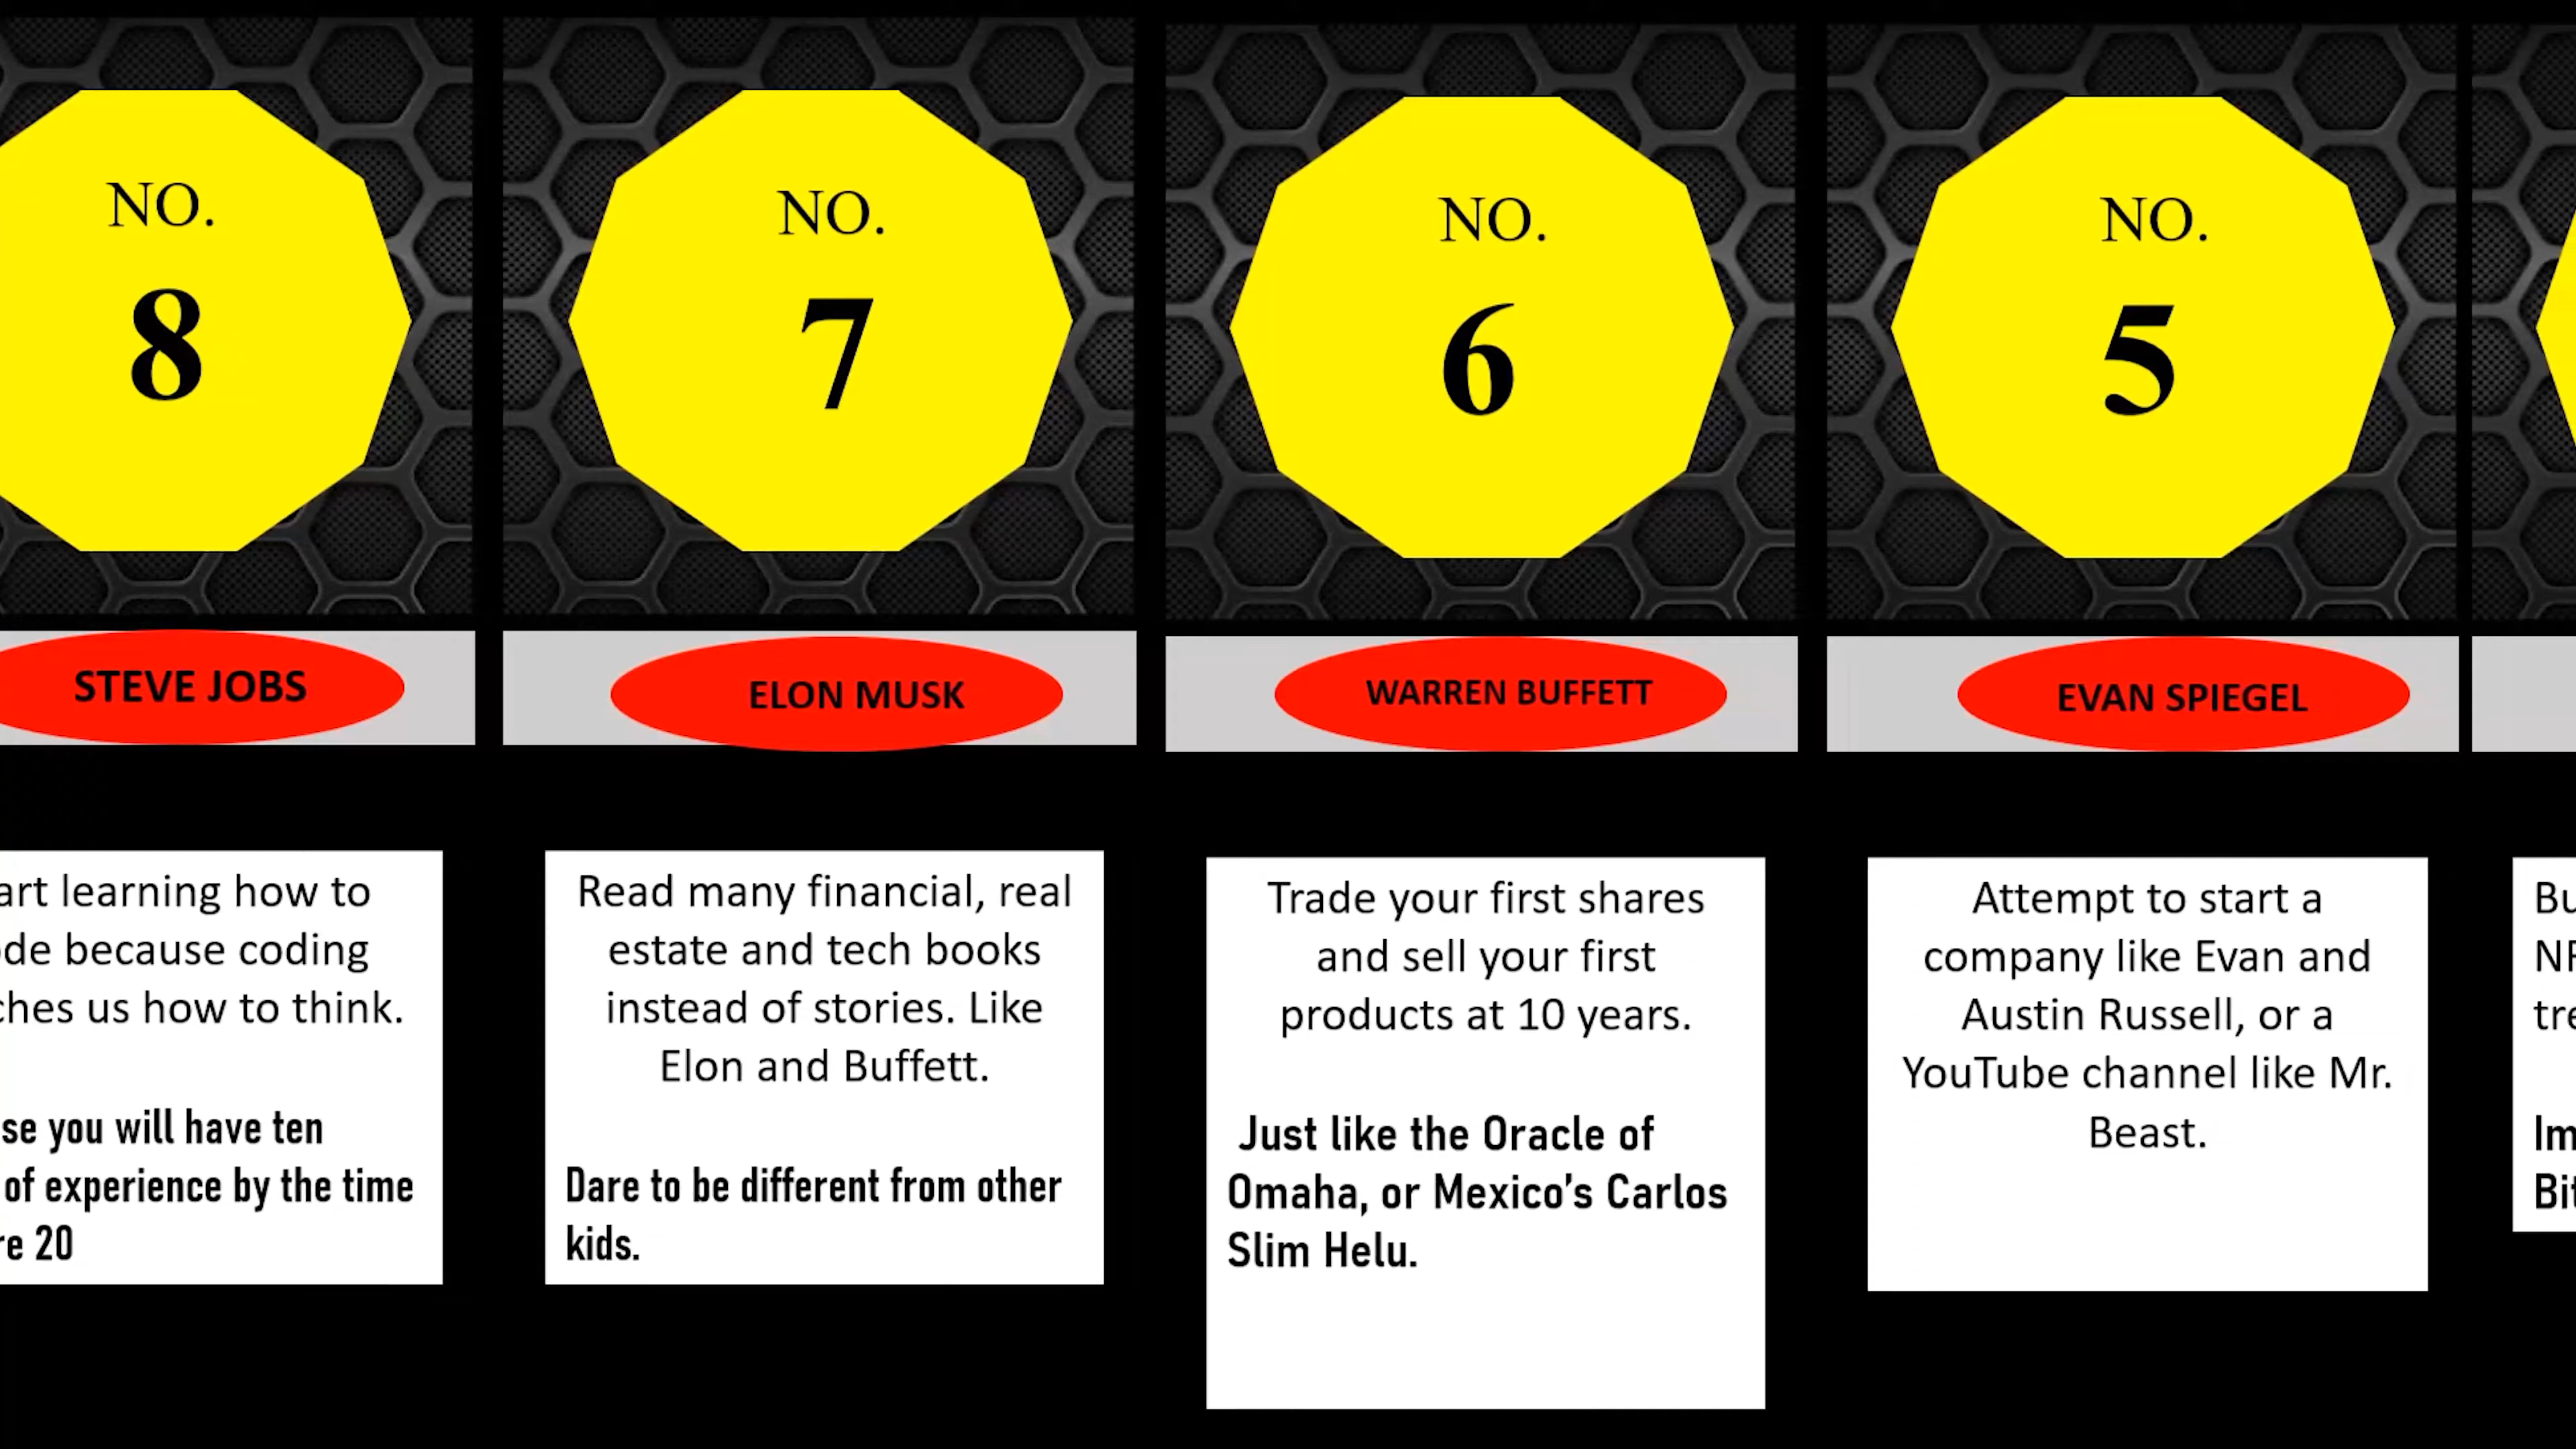 NO.
8
STEVE JOBS
learning how to
because coding
us how to think.
you will have ten
of experience by the time
20
NO.
7
ELON MUSK
Read many financial, real
estate and tech books
instead of stories. Like
Elon and Buffett.
Dare to be different from other
kids.
NO.
6
WARREN BUFFETT
Trade your first shares
and sell your first
products at 10 years.
Just like the Oracle of
Omaha, or Mexico's Carlos
Slim Helu.
NO.
5
EVAN SPIEGEL
Attempt to start a
company like Evan and
Austin Russell, or a
YouTube channel like Mr.
Beast.